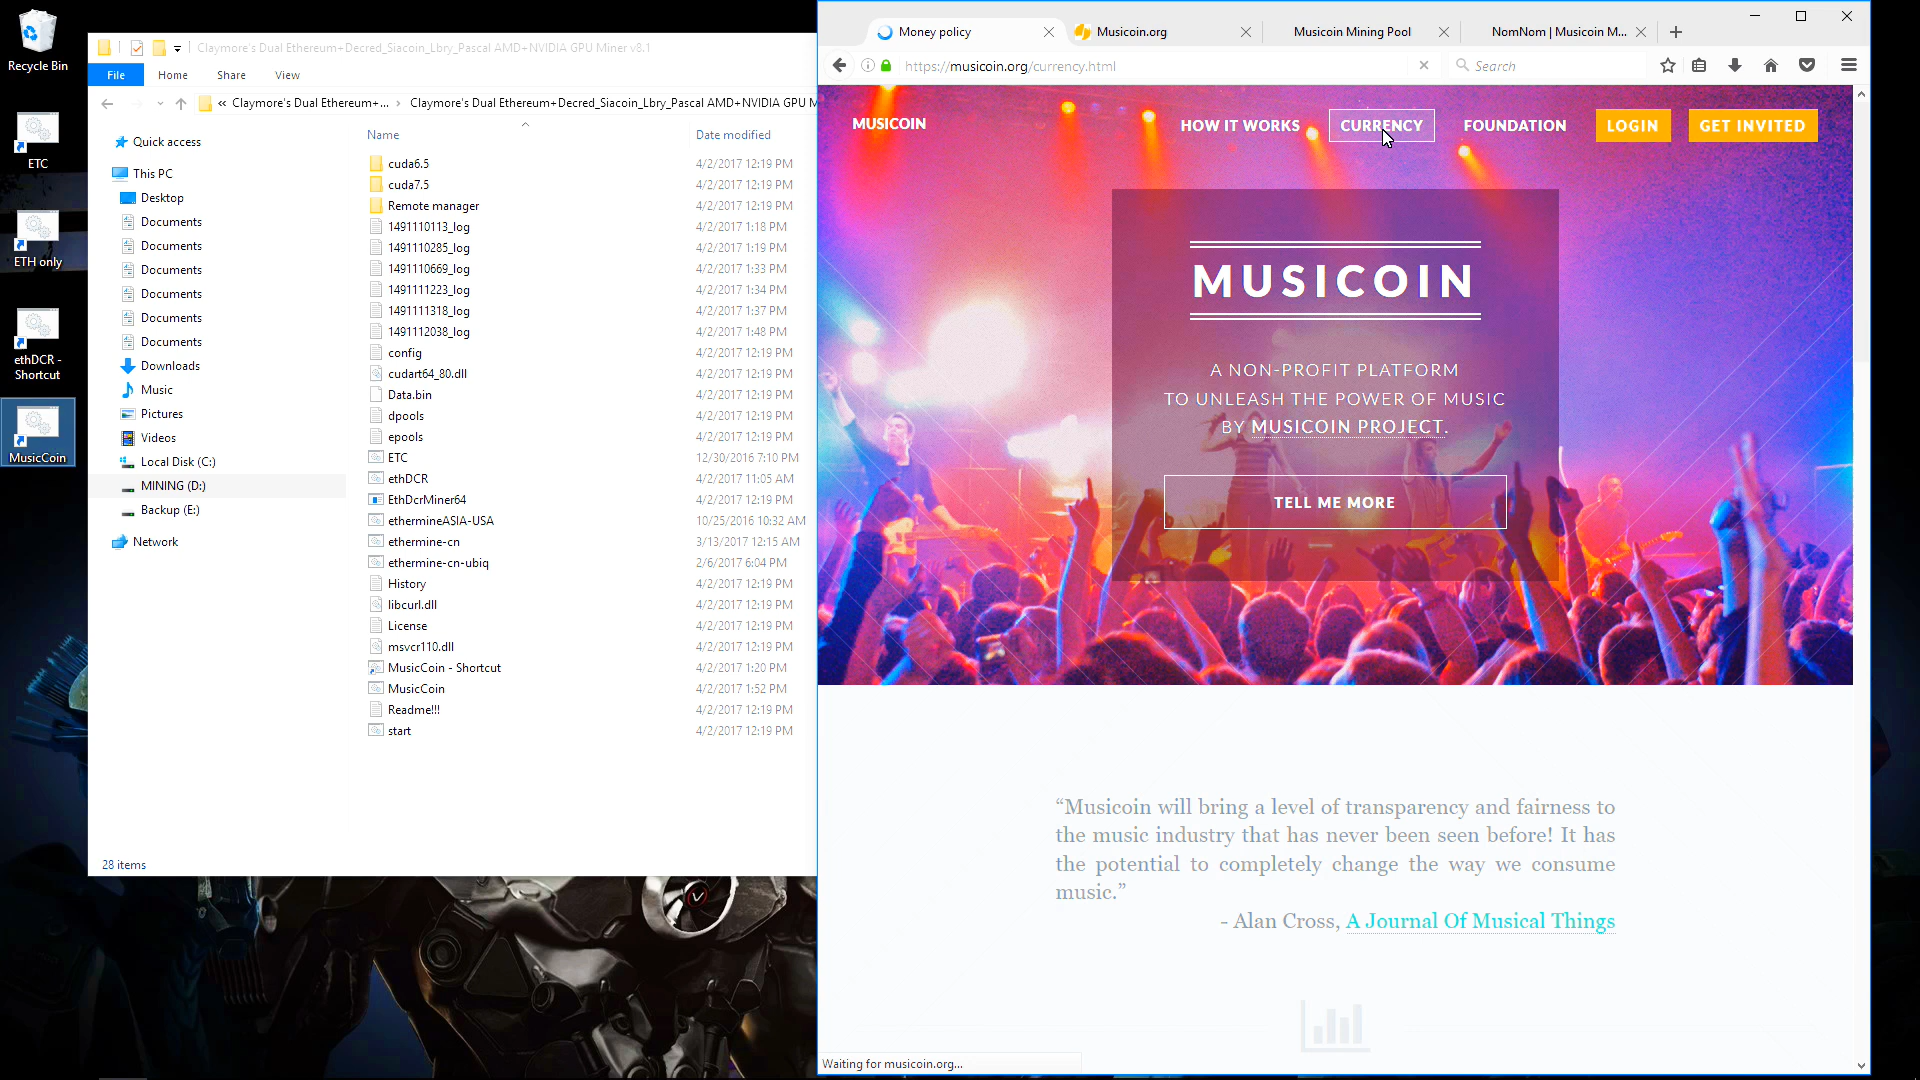 Recycle Bin
ETC
ETH only
ethDCR -
Shortcut
MusicCoin
Claymore's Dual Ethereum+Decred_Siacoin_Lbry_Pascal AMD+NVIDIA GPU Miner v8.1
File Home Share View
« Claymore's Dual Ethereum+... › Claymore's Dual Ethereum+Decred_Siacoin_Lbry_Pascal AMD+NVIDIA GPU M
Quick access
This PC
Desktop
Documents
Documents
Documents
Documents
Documents
Documents
Downloads
Music
Pictures
Videos
Local Disk (C:)
MINING (D:)
Backup (E:)
Network
Name Date modified
cuda6.5 4/2/2017 12:19 PM
cuda7.5 4/2/2017 12:19 PM
Remote manager 4/2/2017 12:19 PM
1491110113_log 4/2/2017 1:18 PM
1491110285_log 4/2/2017 1:19 PM
1491110669_log 4/2/2017 1:33 PM
1491111223_log 4/2/2017 1:34 PM
1491111318_log 4/2/2017 1:37 PM
1491112038_log 4/2/2017 1:48 PM
config 4/2/2017 12:19 PM
cudart64_80.dll 4/2/2017 12:19 PM
Data.bin 4/2/2017 12:19 PM
dpools 4/2/2017 12:19 PM
epools 4/2/2017 12:19 PM
ETC 12/30/2016 7:10 PM
ethDCR 4/2/2017 11:05 AM
EthDcrMiner64 4/2/2017 12:19 PM
ethermineASIA-USA 10/25/2016 10:32 AM
ethermine-cn 3/13/2017 12:15 AM
ethermine-cn-ubiq 2/6/2017 6:04 PM
History 4/2/2017 12:19 PM
libcurl.dll 4/2/2017 12:19 PM
License 4/2/2017 12:19 PM
msvcr110.dll 4/2/2017 12:19 PM
MusicCoin - Shortcut 4/2/2017 1:20 PM
MusicCoin 4/2/2017 1:52 PM
Readme!!! 4/2/2017 12:19 PM
start 4/2/2017 12:19 PM
28 items
Money policy Musicoin.org Musicoin Mining Pool NomNom | Musicoin M...
https://musicoin.org/currency.html Search
MUSICOIN HOW IT WORKS CURRENCY FOUNDATION LOGIN GET INVITED
MUSICOIN
A NON-PROFIT PLATFORM
TO UNLEASH THE POWER OF MUSIC
BY MUSICOIN PROJECT.
TELL ME MORE
“Musicoin will bring a level of transparency and fairness to
the music industry that has never been seen before! It has
the potential to completely change the way we consume
music.”
- Alan Cross, A Journal Of Musical Things
Waiting for musicoin.org...